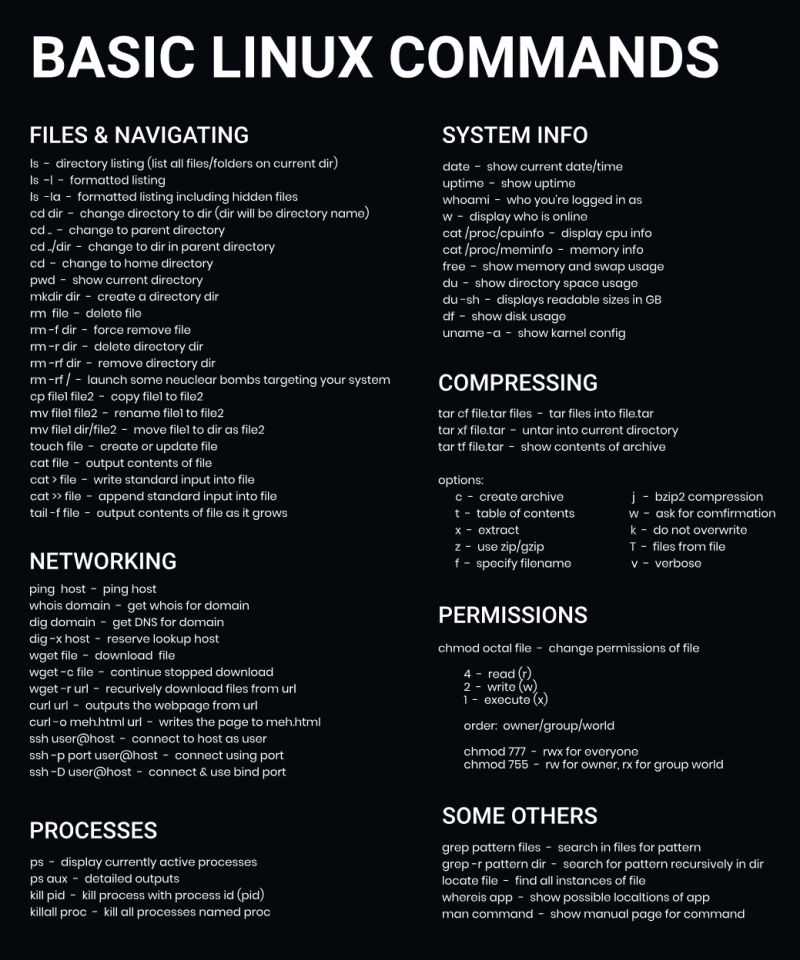 BASIC LINUX COMMANDS
FILES & NAVIGATING
ls - directory listing (list all files/folders on current dir)
ls -l - formatted listing
ls -la - formatted listing including hidden files
cd dir - change directory to dir (dir will be directory name)
cd .. - change to parent directory
cd ../dir - change to dir in parent directory
cd - change to home directory
pwd - show current directory
mkdir dir - create a directory dir
rm file - delete file
rm -f dir - force remove file
rm -r dir - delete directory dir
rm -rf dir - remove directory dir
rm -rf / - launch some neuclear bombs targeting your system
cp file1 file2 - copy file1 to file2
mv file1 file2 - rename file1 to file2
mv file1 dir/file2 - move file1 to dir as file2
touch file - create or update file
cat file - output contents of file
cat > file - write standard input into file
cat >> file - append standard input into file
tail -f file - output contents of file as it grows
NETWORKING
ping host - ping host
whois domain - get whois for domain
dig domain - get DNS for domain
dig -x host - reserve lookup host
wget file - download file
wget -c file - continue stopped download
wget -r url - recurively download files from url
curl url - outputs the webpage from url
curl -o meh.html url - writes the page to meh.html
ssh user@host - connect to host as user
ssh -p port user@host - connect using port
ssh -D user@host - connect & use bind port
PROCESSES
ps - display currently active processes
ps aux - detailed outputs
kill pid - kill process with process id (pid)
killall proc - kill all processes named proc
SYSTEM INFO
date - show current date/time
uptime - show uptime
whoami - who you're logged in as
w - display who is online
cat /proc/cpuinfo - display cpu info
cat /proc/meminfo - memory info
free - show memory and swap usage
du - show directory space usage
du -sh - displays readable sizes in GB
df - show disk usage
uname -a - show karnel config
COMPRESSING
tar cf file.tar files - tar files into file.tar
tar xf file.tar - untar into current directory
tar tf file.tar - show contents of archive
options:
c - create archive j - bzip2 compression
t - table of contents w - ask for comfirmation
x - extract k - do not overwrite
z - use zip/gzip T - files from file
f - specify filename v - verbose
PERMISSIONS
chmod octal file - change permissions of file
4 - read (r)
2 - write (w)
1 - execute (x)
order: owner/group/world
chmod 777 - rwx for everyone
chmod 755 - rw for owner, rx for group world
SOME OTHERS
grep pattern files - search in files for pattern
grep -r pattern dir - search for pattern recursively in dir
locate file - find all instances of file
whereis app - show possible localtions of app
man command - show manual page for command